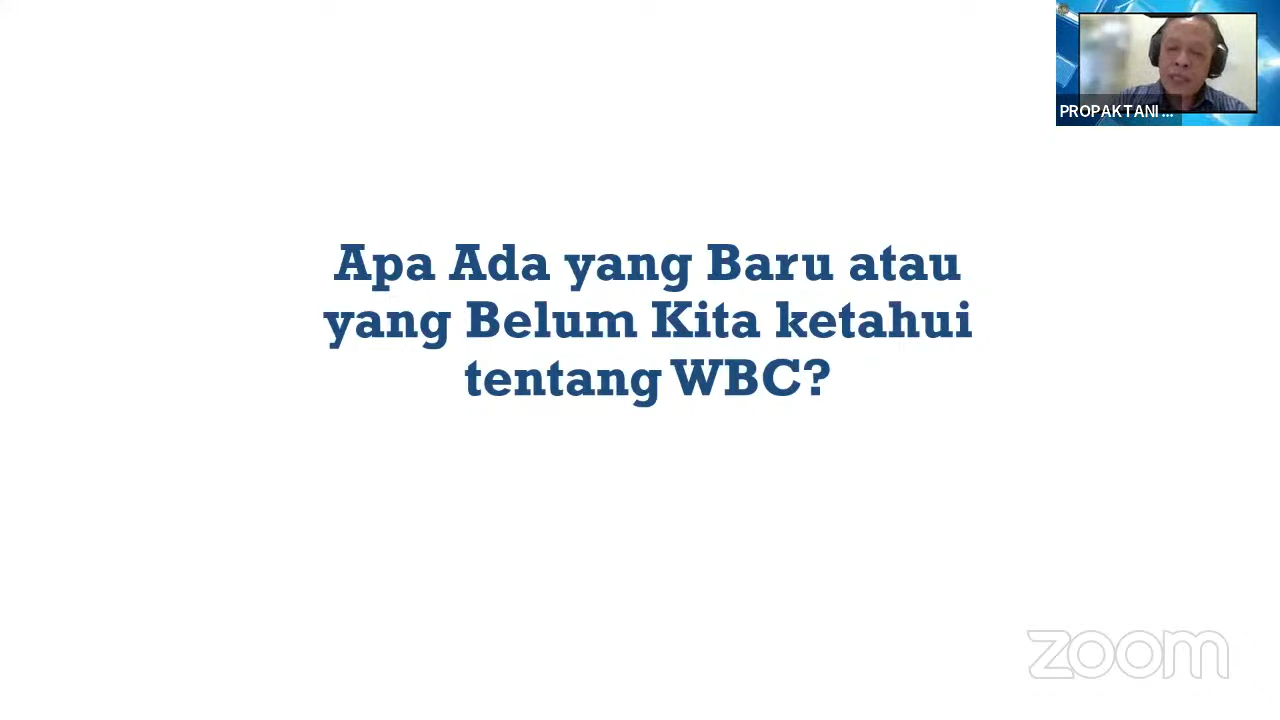 PROPAKTANI ...
Apa Ada yang Baru atau
yang Belum Kita ketahui
tentang WBC?
zoom